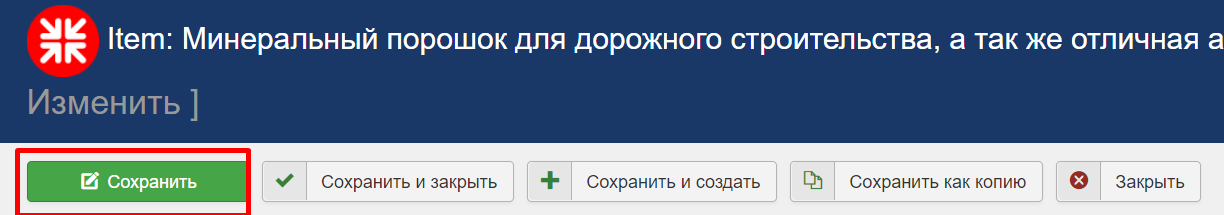 Item: Минеральный порошок для дорожного строительства, а так же отличная а
Изменить ]
Сохранить Сохранить и закрыть Сохранить и создать Сохранить как копию Закрыть